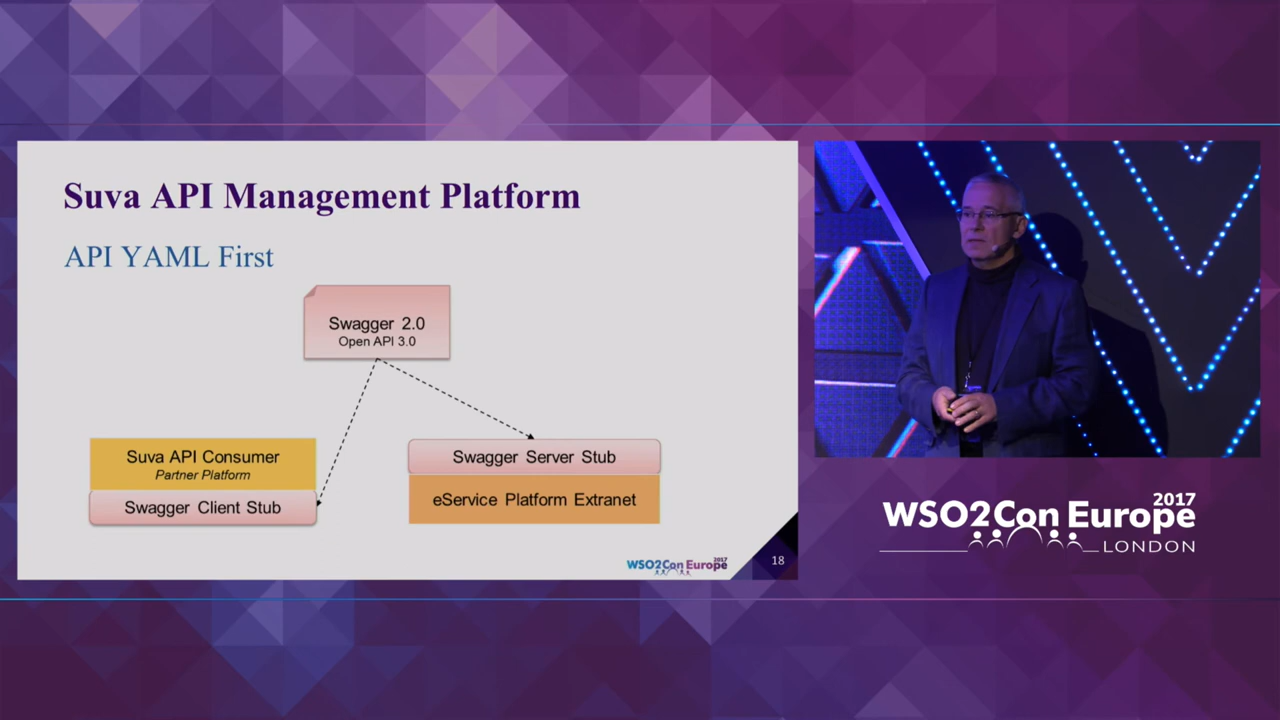 Suva API Management Platform
API YAML First
Swagger 2.0
Open API 3.0
Suva API Consumer
Partner Platform
Swagger Client Stub
Swagger Server Stub
eService Platform Extranet
WSO2Con Europe 2017
18
WSO2Con Europe 2017
LONDON